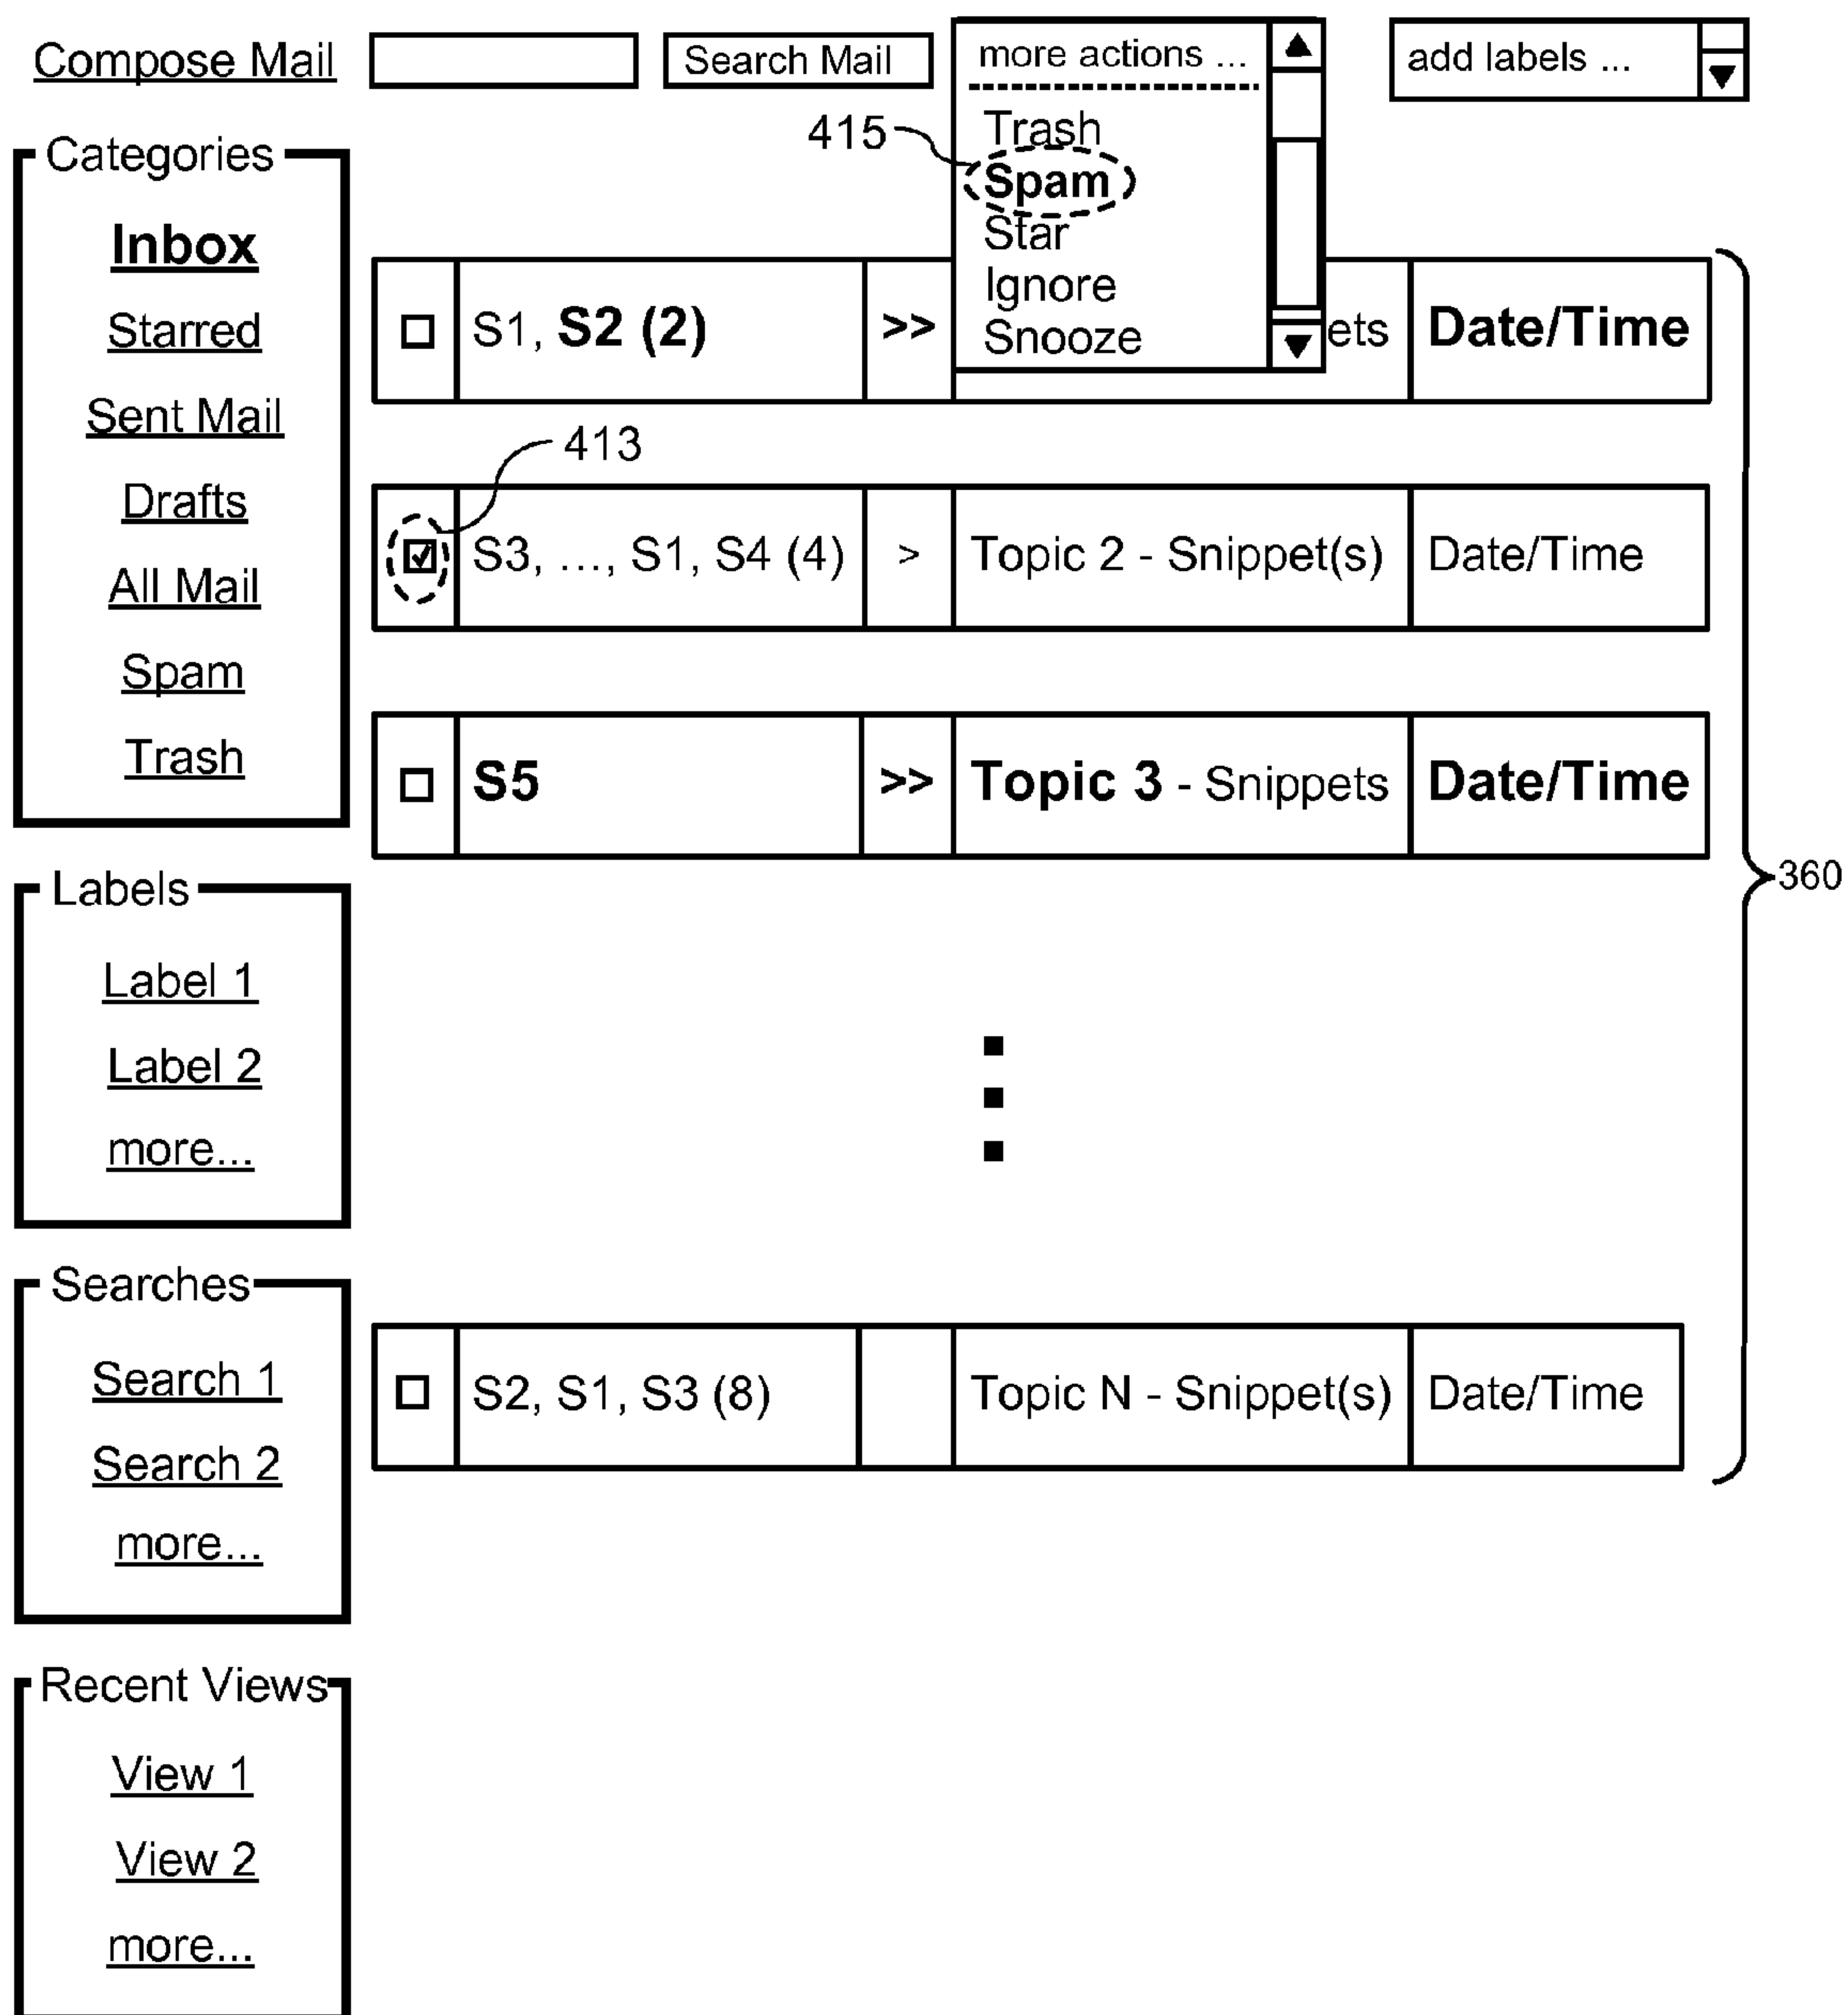 Compose Mail
Search Mail
more actions ...
add labels ...
415
Trash
Spam
Star
Ignore
Snooze
Categories
Inbox
Starred
Sent Mail
Drafts
All Mail
Spam
Trash
S1, S2 (2) >> ets Date/Time
413
S3, ..., S1, S4 (4) > Topic 2 - Snippet(s) Date/Time
S5 >> Topic 3 - Snippets Date/Time
360
Labels
Label 1
Label 2
more...
Searches
Search 1
Search 2
more...
S2, S1, S3 (8) Topic N - Snippet(s) Date/Time
Recent Views
View 1
View 2
more...